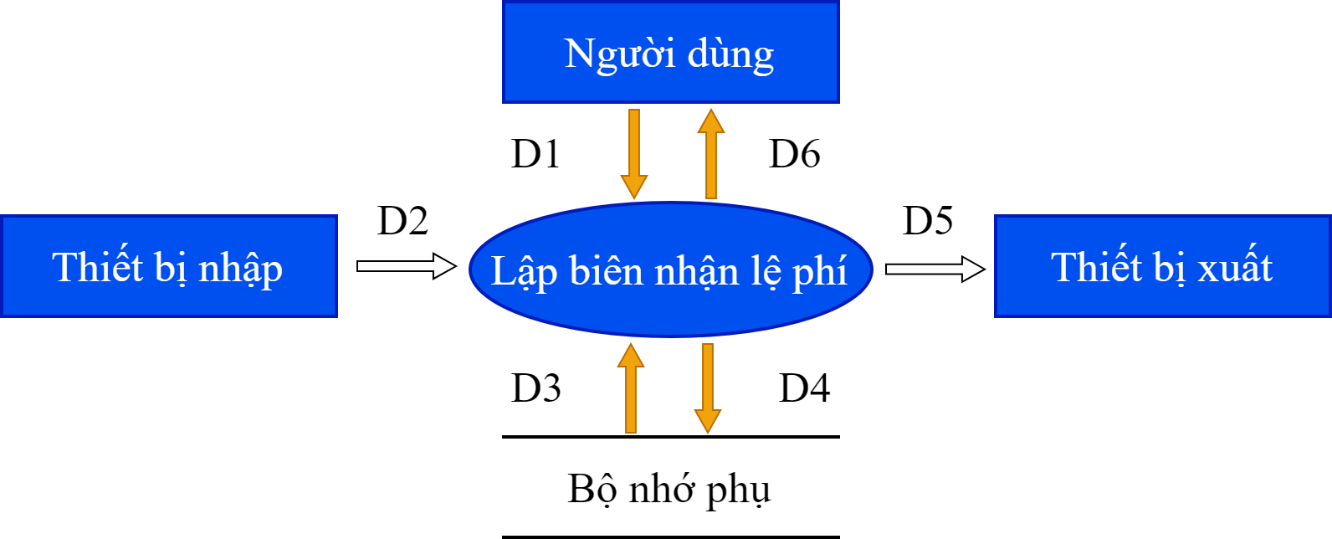 Người dùng
D1
D6
D2
D5
Thiết bị nhập
Lập biên nhận lệ phí
Thiết bị xuất
D3
D4
Bộ nhớ phụ